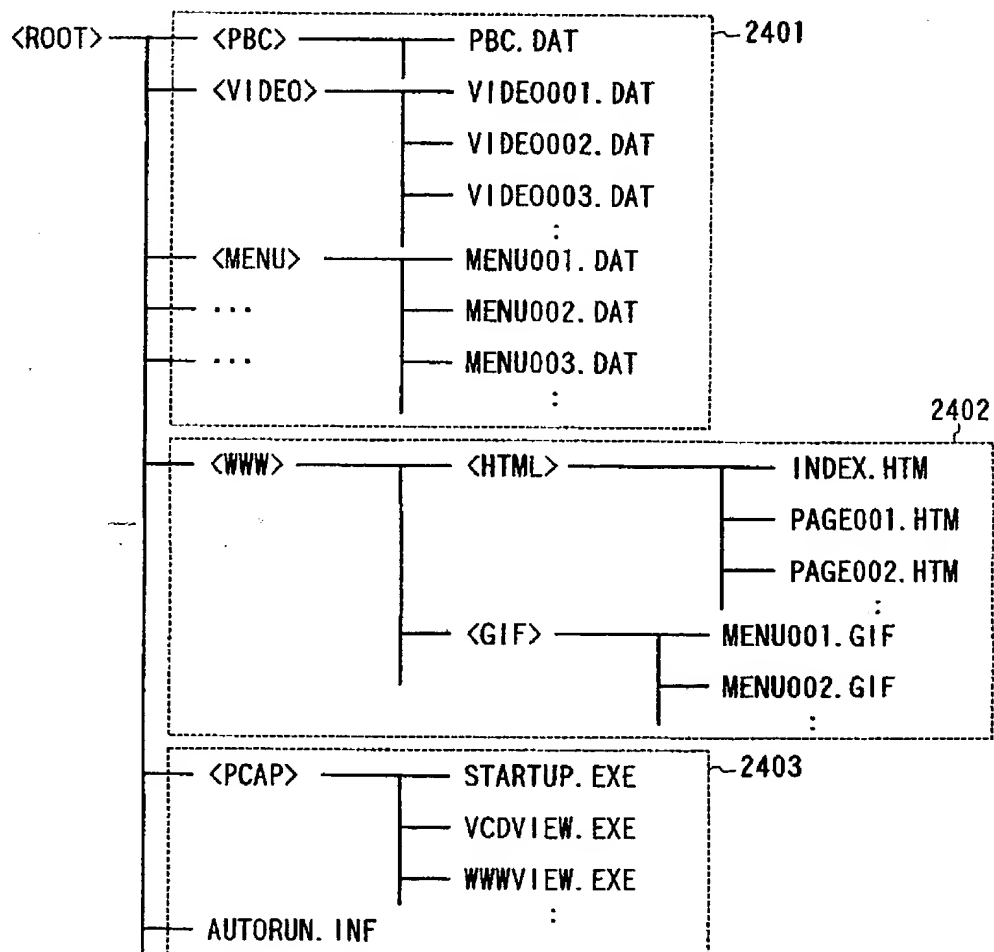 <ROOT> <PBC> PBC.DAT 2401
<VIDEO> VIDEO001.DAT
VIDEO002.DAT
VIDEO003.DAT
:
<MENU> MENU001.DAT
... MENU002.DAT
... MENU003.DAT
:
2402
<WWW> <HTML> INDEX.HTM
PAGE001.HTM
PAGE002.HTM
:
<GIF> MENU001.GIF
MENU002.GIF
:
<PCAP> STARTUP.EXE 2403
VCDVIEW.EXE
WWWVIEW.EXE
:
AUTORUN.INF